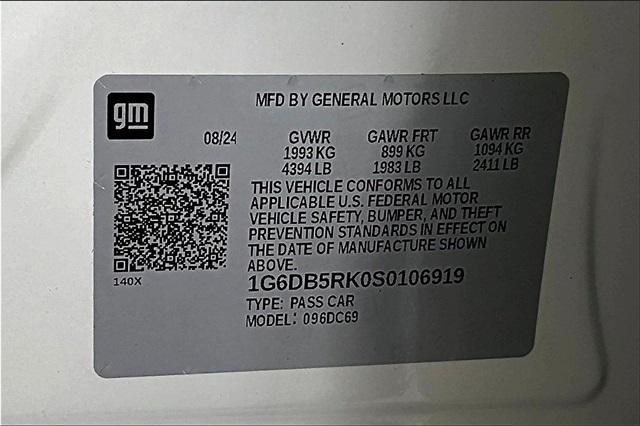 gm
MFD BY GENERAL MOTORS LLC
08/24 GVWR GAWR FRT GAWR RR
1993 KG 899 KG 1094 KG
4394 LB 1983 LB 2411 LB
THIS VEHICLE CONFORMS TO ALL
APPLICABLE U.S. FEDERAL MOTOR
VEHICLE SAFETY, BUMPER, AND THEFT
PREVENTION STANDARDS IN EFFECT ON
THE DATE OF MANUFACTURE SHOWN
ABOVE.
140X
1G6DB5RK0S0106919
TYPE: PASS CAR
MODEL: 096DC69